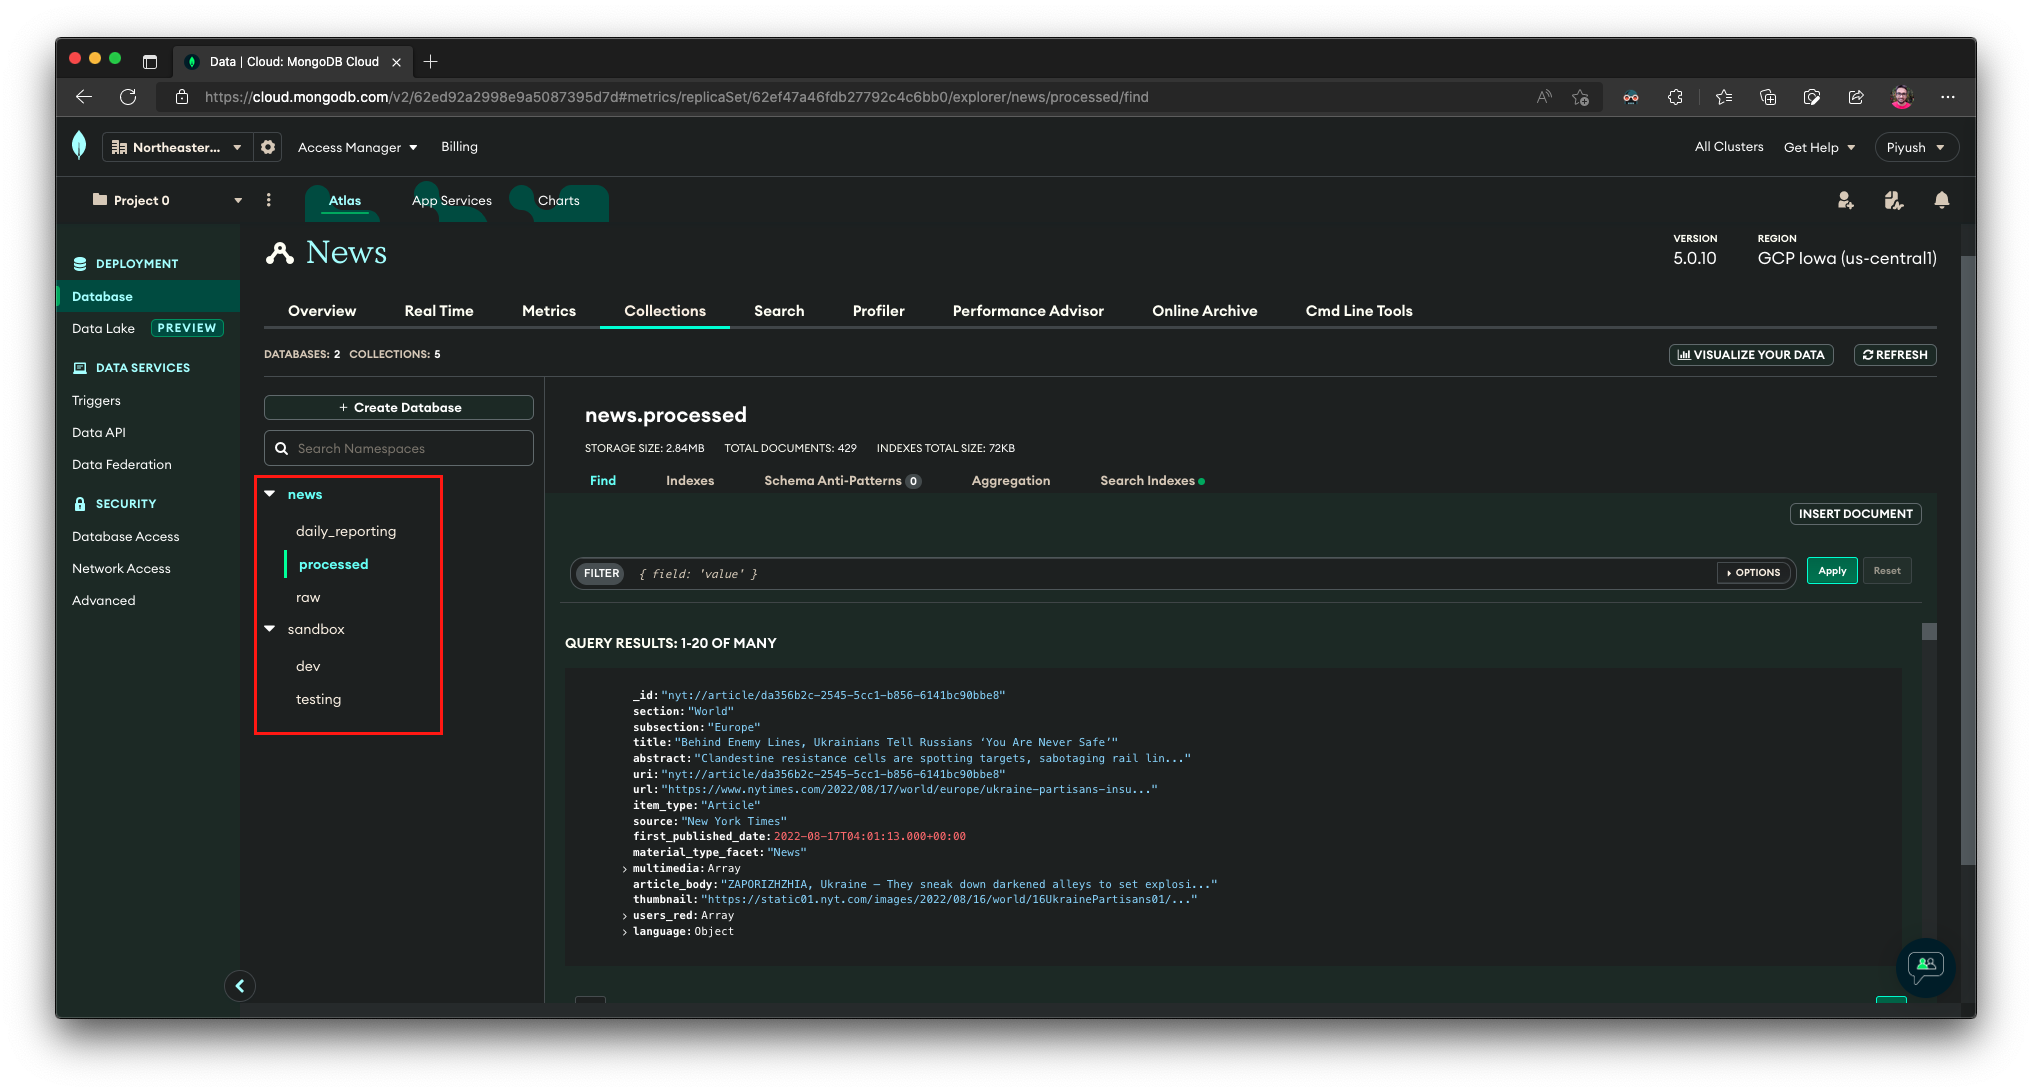 Data | Cloud: MongoDB Cloud
https://cloud.mongodb.com/v2/62ed92a2998e9a5087395d7d#metrics/replicaSet/62ef47a46fdb27792c4c6bb0/explorer/news/processed/find
Northeaster... Access Manager Billing All Clusters Get Help Piyush
Project 0 Atlas App Services Charts
News
VERSION REGION
5.0.10 GCP Iowa (us-central1)
DEPLOYMENT
Database
Data Lake PREVIEW
DATA SERVICES
Triggers
Data API
Data Federation
SECURITY
Database Access
Network Access
Advanced
Overview Real Time Metrics Collections Search Profiler Performance Advisor Online Archive Cmd Line Tools
DATABASES: 2 COLLECTIONS: 5 VISUALIZE YOUR DATA REFRESH
+ Create Database
Search Namespaces
news
daily_reporting
processed
raw
sandbox
dev
testing
news.processed
STORAGE SIZE: 2.84MB TOTAL DOCUMENTS: 429 INDEXES TOTAL SIZE: 72KB
Find Indexes Schema Anti-Patterns 0 Aggregation Search Indexes
INSERT DOCUMENT
FILTER { field: 'value' } OPTIONS Apply Reset
QUERY RESULTS: 1-20 OF MANY
_id: "nyt://article/da356b2c-2545-5cc1-b856-6141bc90bbe8"
section: "World"
subsection: "Europe"
title: "Behind Enemy Lines, Ukrainians Tell Russians ‘You Are Never Safe’"
abstract: "Clandestine resistance cells are spotting targets, sabotaging rail lin..."
uri: "nyt://article/da356b2c-2545-5cc1-b856-6141bc90bbe8"
url: "https://www.nytimes.com/2022/08/17/world/europe/ukraine-partisans-insu..."
item_type: "Article"
source: "New York Times"
first_published_date: 2022-08-17T04:01:13.000+00:00
material_type_facet: "News"
multimedia: Array
article_body: "ZAPORIZHZHIA, Ukraine — They sneak down darkened alleys to set explosi..."
thumbnail: "https://static01.nyt.com/images/2022/08/16/world/16UkrainePartisans01/..."
users_red: Array
language: Object